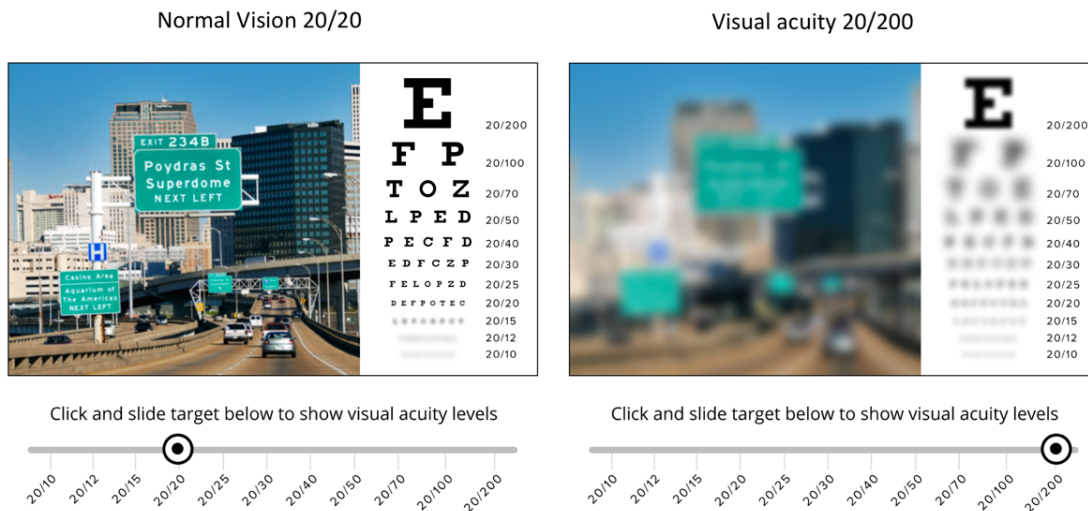 Normal Vision 20/20
EXIT 234B
Poydras St
Superdome
NEXT LEFT
H
Casino Area
Aquarium of
The Americas
NEXT LEFT
E 20/200
F P 20/100
T O Z 20/70
L P E D 20/50
P E C F D 20/40
E D F C Z P 20/30
F E L O P Z D 20/25
D E F P O T E C 20/20
20/15
20/12
20/10
Click and slide target below to show visual acuity levels
20/10 20/12 20/15 20/20 20/25 20/30 20/40 20/50 20/70 20/100 20/200
Visual acuity 20/200
E 20/200
F P 20/100
20/70
20/50
20/40
20/30
20/25
20/20
20/15
20/12
20/10
Click and slide target below to show visual acuity levels
20/10 20/12 20/15 20/20 20/25 20/30 20/40 20/50 20/70 20/100 20/200